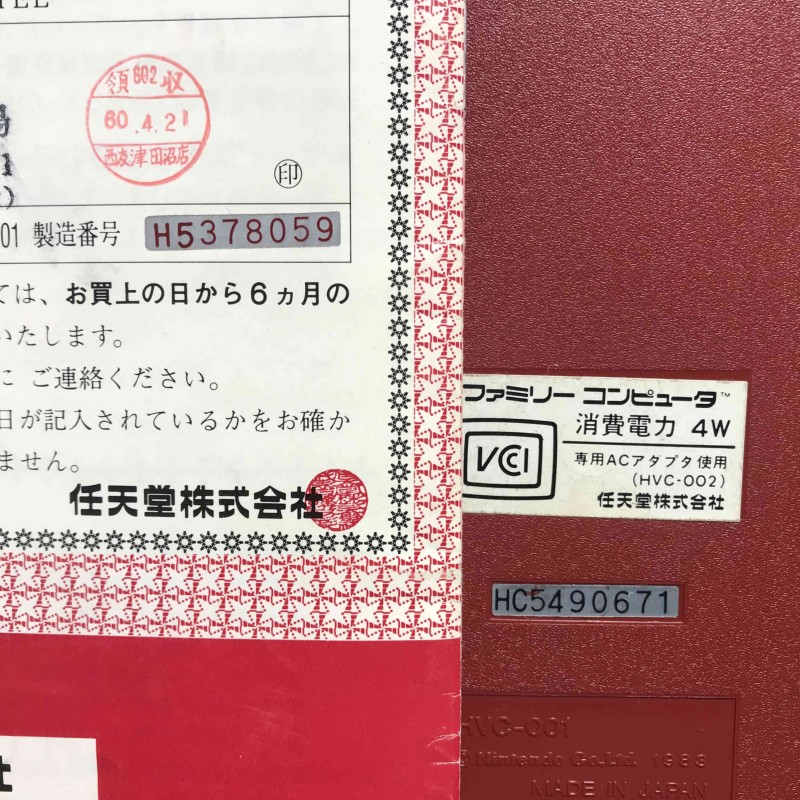 領602収
60.4.21
西友津田沼店
印
01 製造番号 H5378059
ては、お買上の日から6ヵ月の
いたします。
に ご連絡ください。
日が記入されているかをお確か
ません。
任天堂株式会社
社
ファミリー コンピュータ™
VCCI
消費電力 4W
専用ACアダプタ使用
(HVC-002)
任天堂株式会社
HC5490671
HVC-001
© Nintendo Co.Ltd. 1983
MADE IN JAPAN